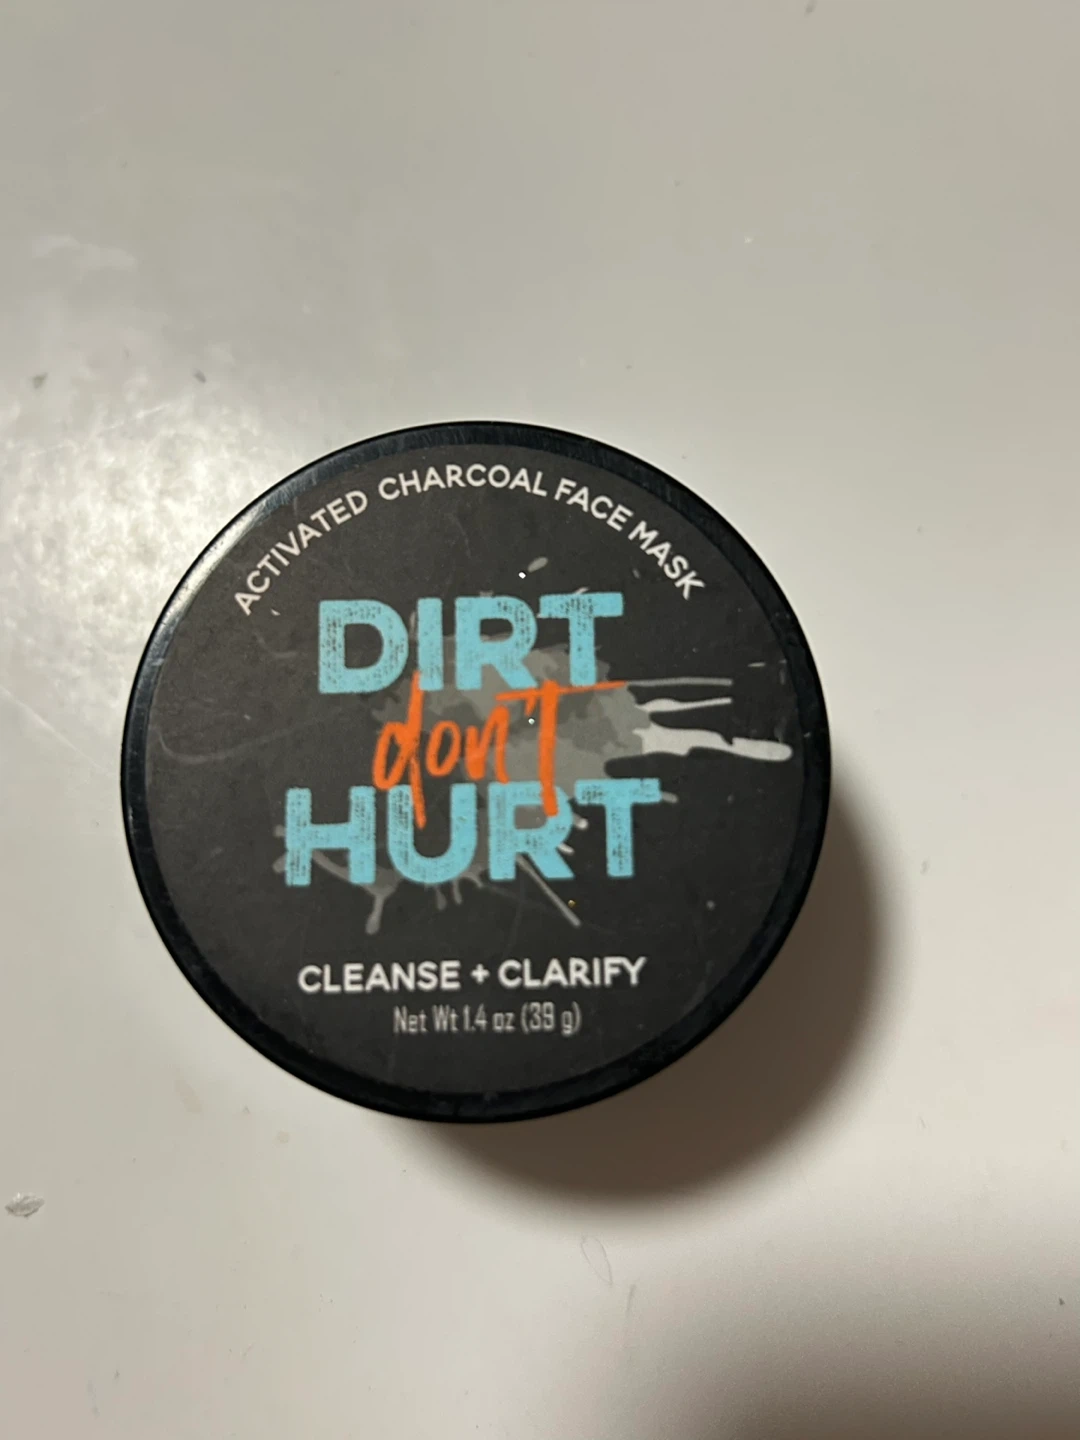 ACTIVATED CHARCOAL FACE MASK
DIRT
don't
HURT
CLEANSE + CLARIFY
Net Wt 1.4 oz (39 g)